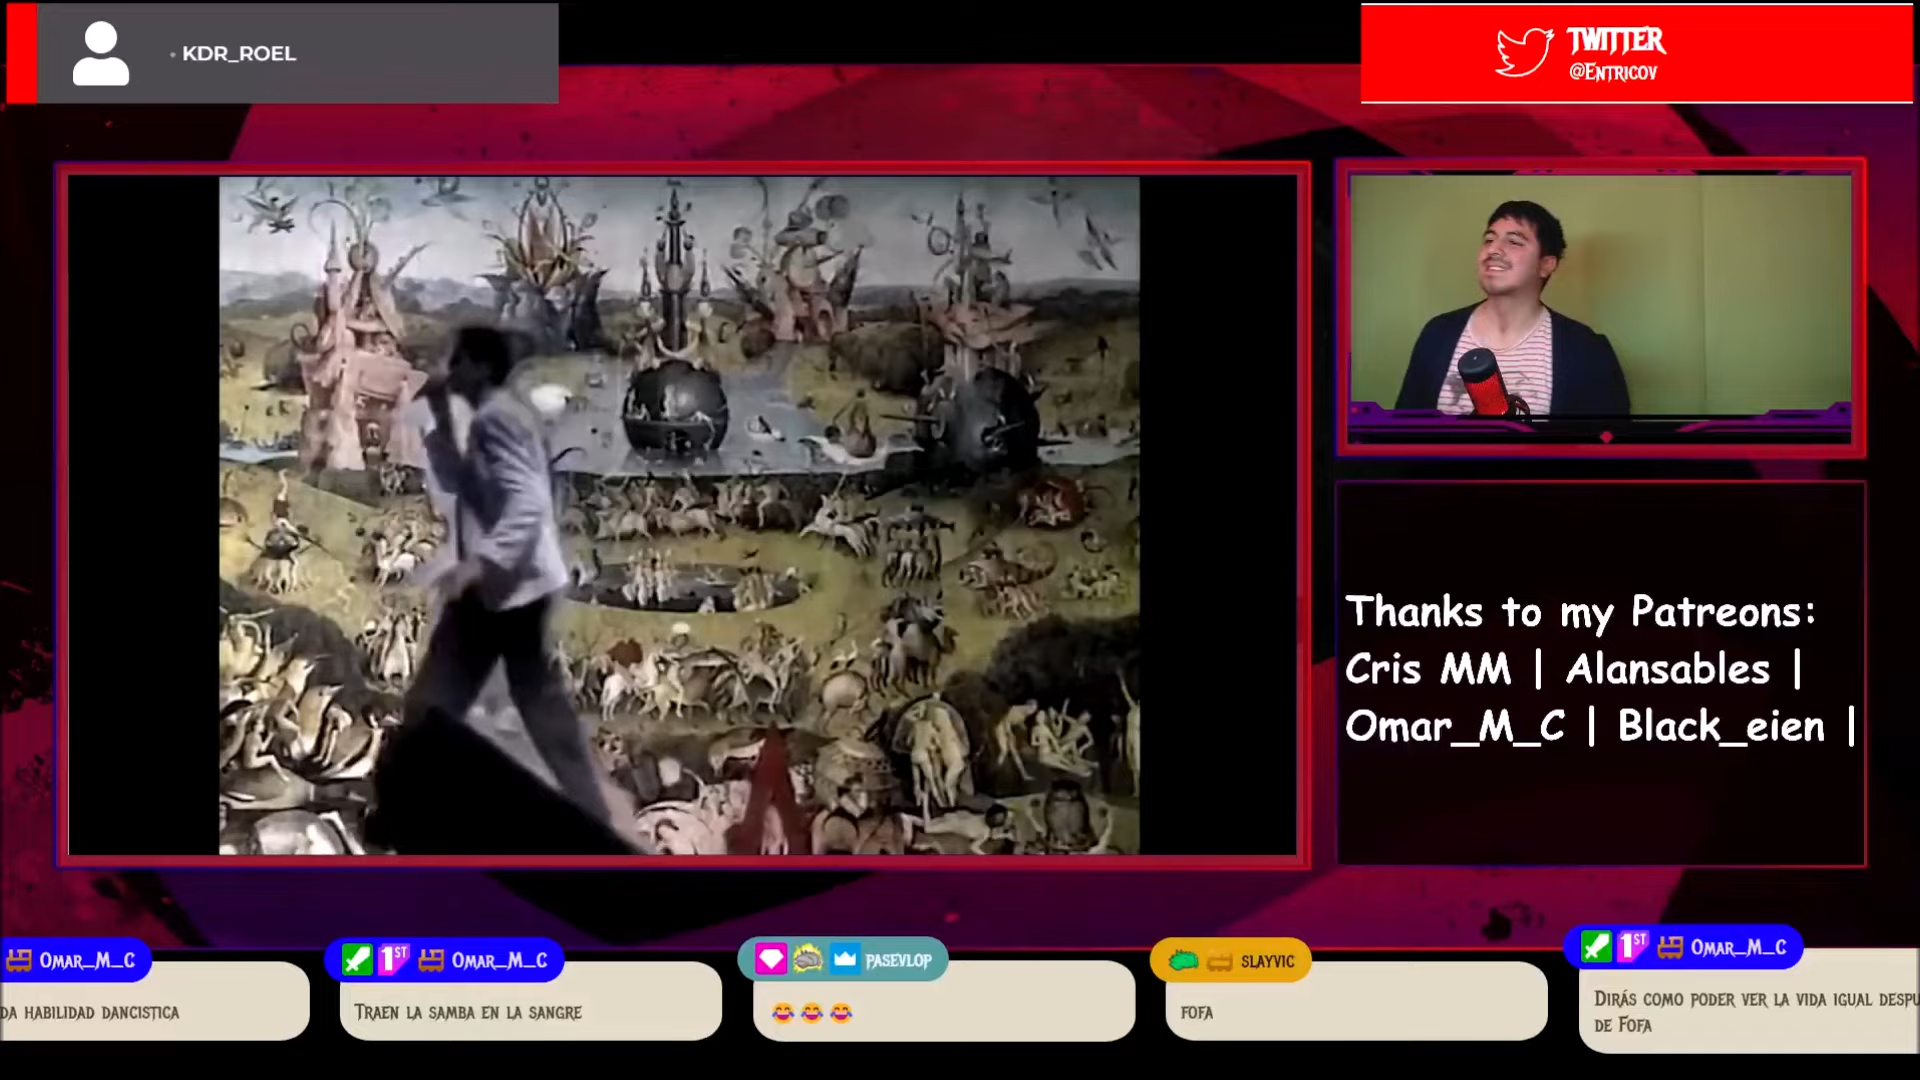 KDR_ROEL
TWITTER
@ENTRICOV
Thanks to my Patreons:
Cris MM | Alansables |
Omar_M_C | Black_eien |
OMAR_M_C
DA HABILIDAD DANCISTICA
1ST OMAR_M_C
TRAEN LA SAMBA EN LA SANGRE
PASEVLOP
SLAYVIC
FOFA
1ST OMAR_M_C
DIRÁS COMO PODER VER LA VIDA IGUAL DESPU
DE FOFA